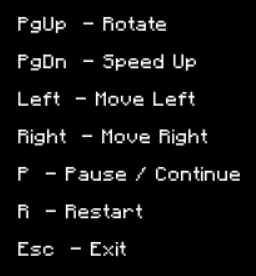 PgUp - Rotate
PgDn - Speed Up
Left - Move Left
Right - Move Right
P - Pause / Continue
R - Restart
Esc - Exit